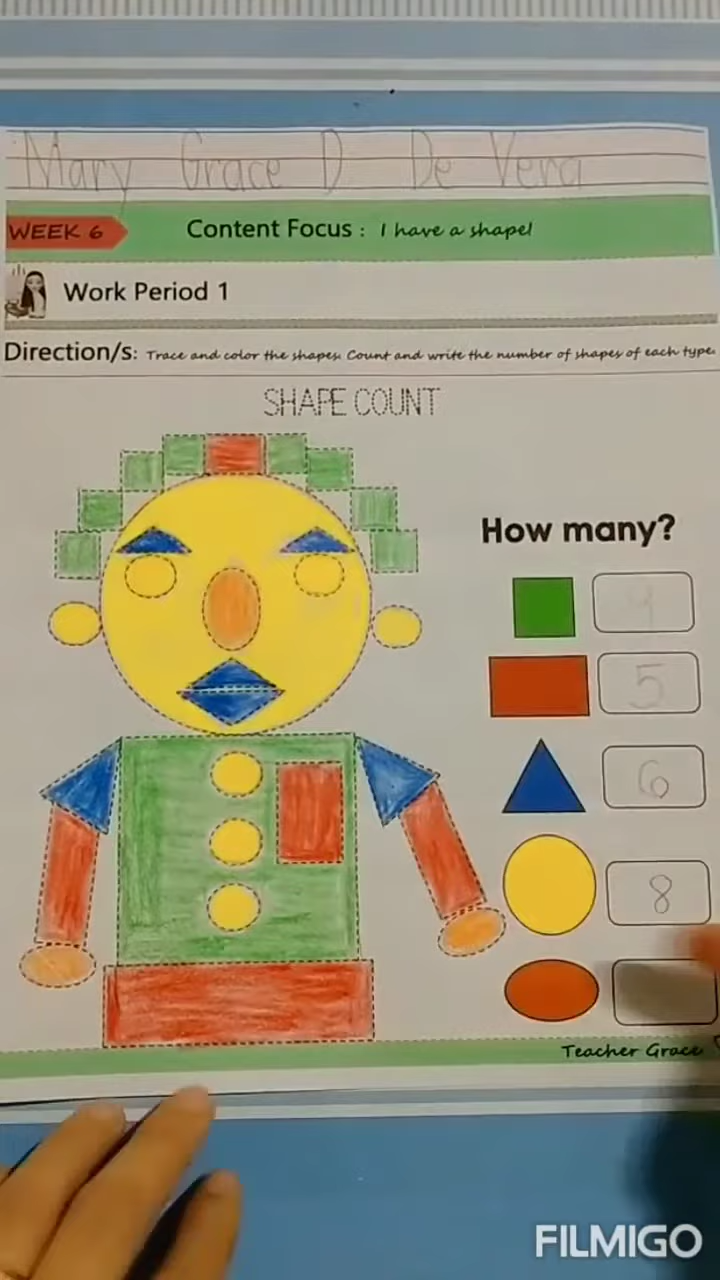 Mary Grace D De Vera
WEEK 6
Content Focus : I have a shape!
Work Period 1
Direction/s: Trace and color the shapes. Count and write the number of shapes of each type.
SHAPE COUNT
How many?
9
5
6
8
Teacher Grace
FILMIGO